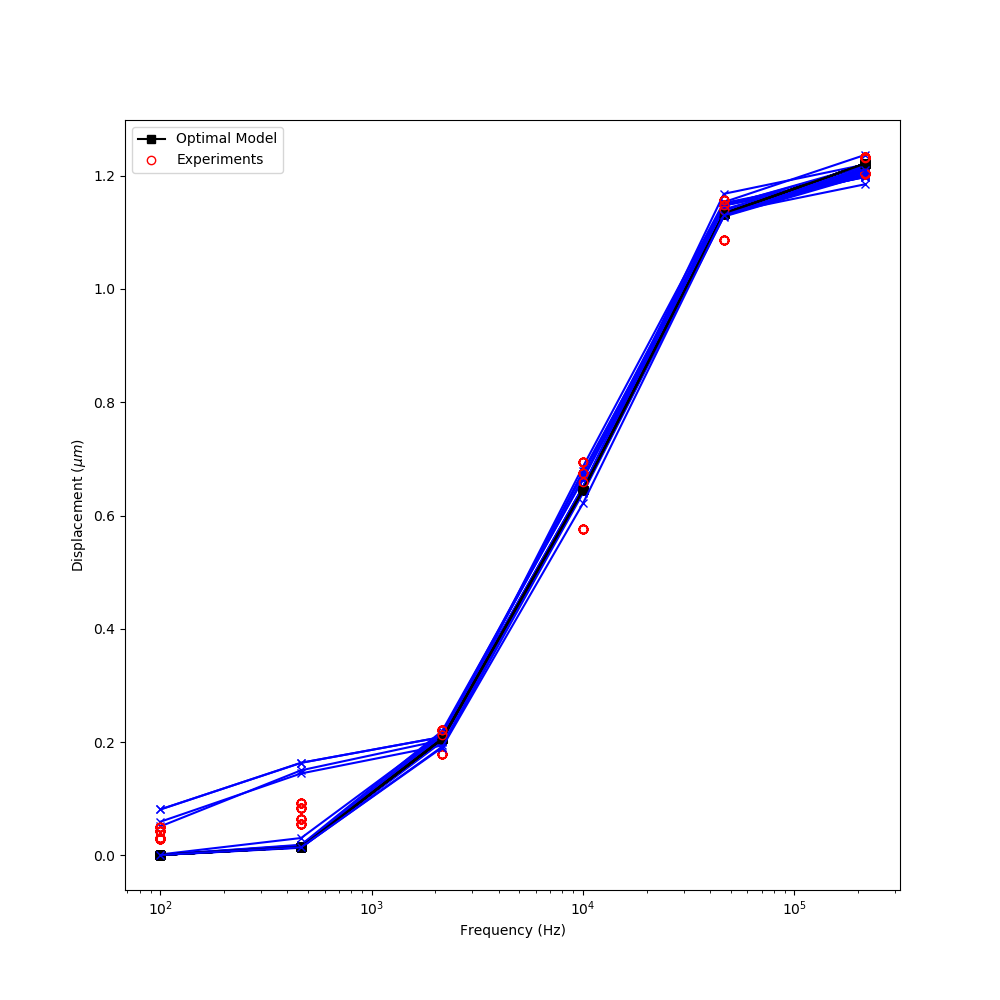 Optimal Model
Experiments
1.2
1.0
0.8
0.6
0.4
0.2
0.0
Displacement (μm)
10²
10³
10⁴
10⁵
Frequency (Hz)